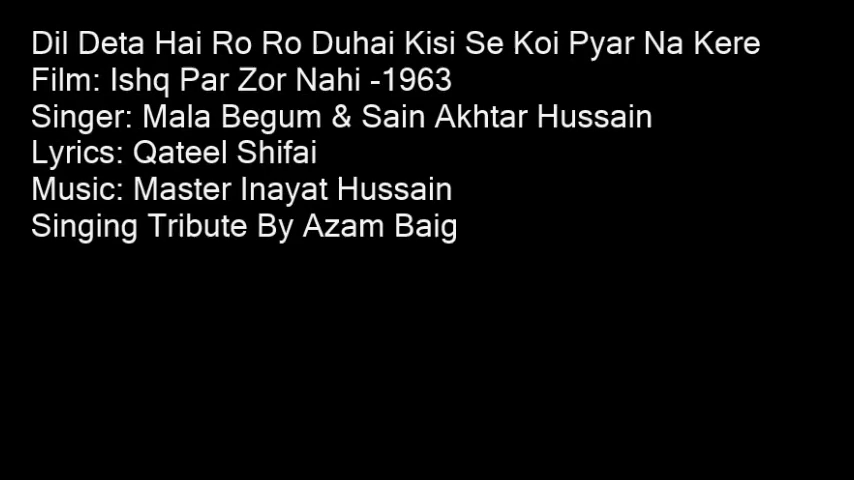 Dil Deta Hai Ro Ro Duhai Kisi Se Koi Pyar Na Kere
Film: Ishq Par Zor Nahi -1963
Singer: Mala Begum & Sain Akhtar Hussain
Lyrics: Qateel Shifai
Music: Master Inayat Hussain
Singing Tribute By Azam Baig